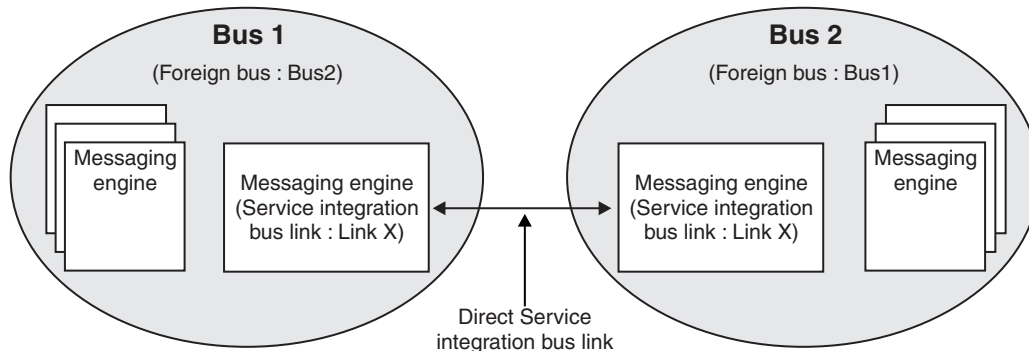 Bus 1
(Foreign bus : Bus2)
Messaging
engine
Messaging engine
(Service integration
bus link : Link X)
Bus 2
(Foreign bus : Bus1)
Messaging engine
(Service integration
bus link : Link X)
Messaging
engine
Direct Service
integration bus link